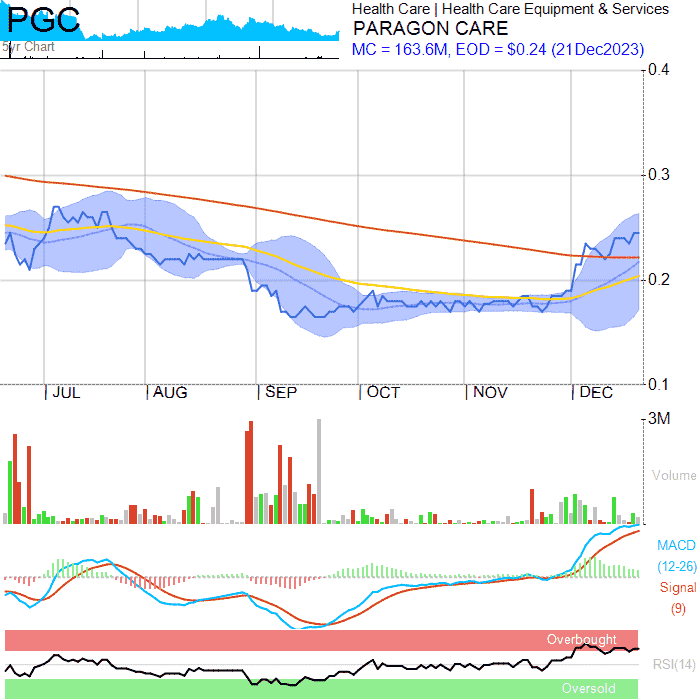 PGC
5yr Chart
Health Care | Health Care Equipment & Services
PARAGON CARE
MC = 163.6M, EOD = $0.24 (21Dec2023)
0.4
0.3
0.2
0.1
JUL
AUG
SEP
OCT
NOV
DEC
3M
Volume
MACD
(12-26)
Signal
(9)
Overbought
RSI(14)
Oversold